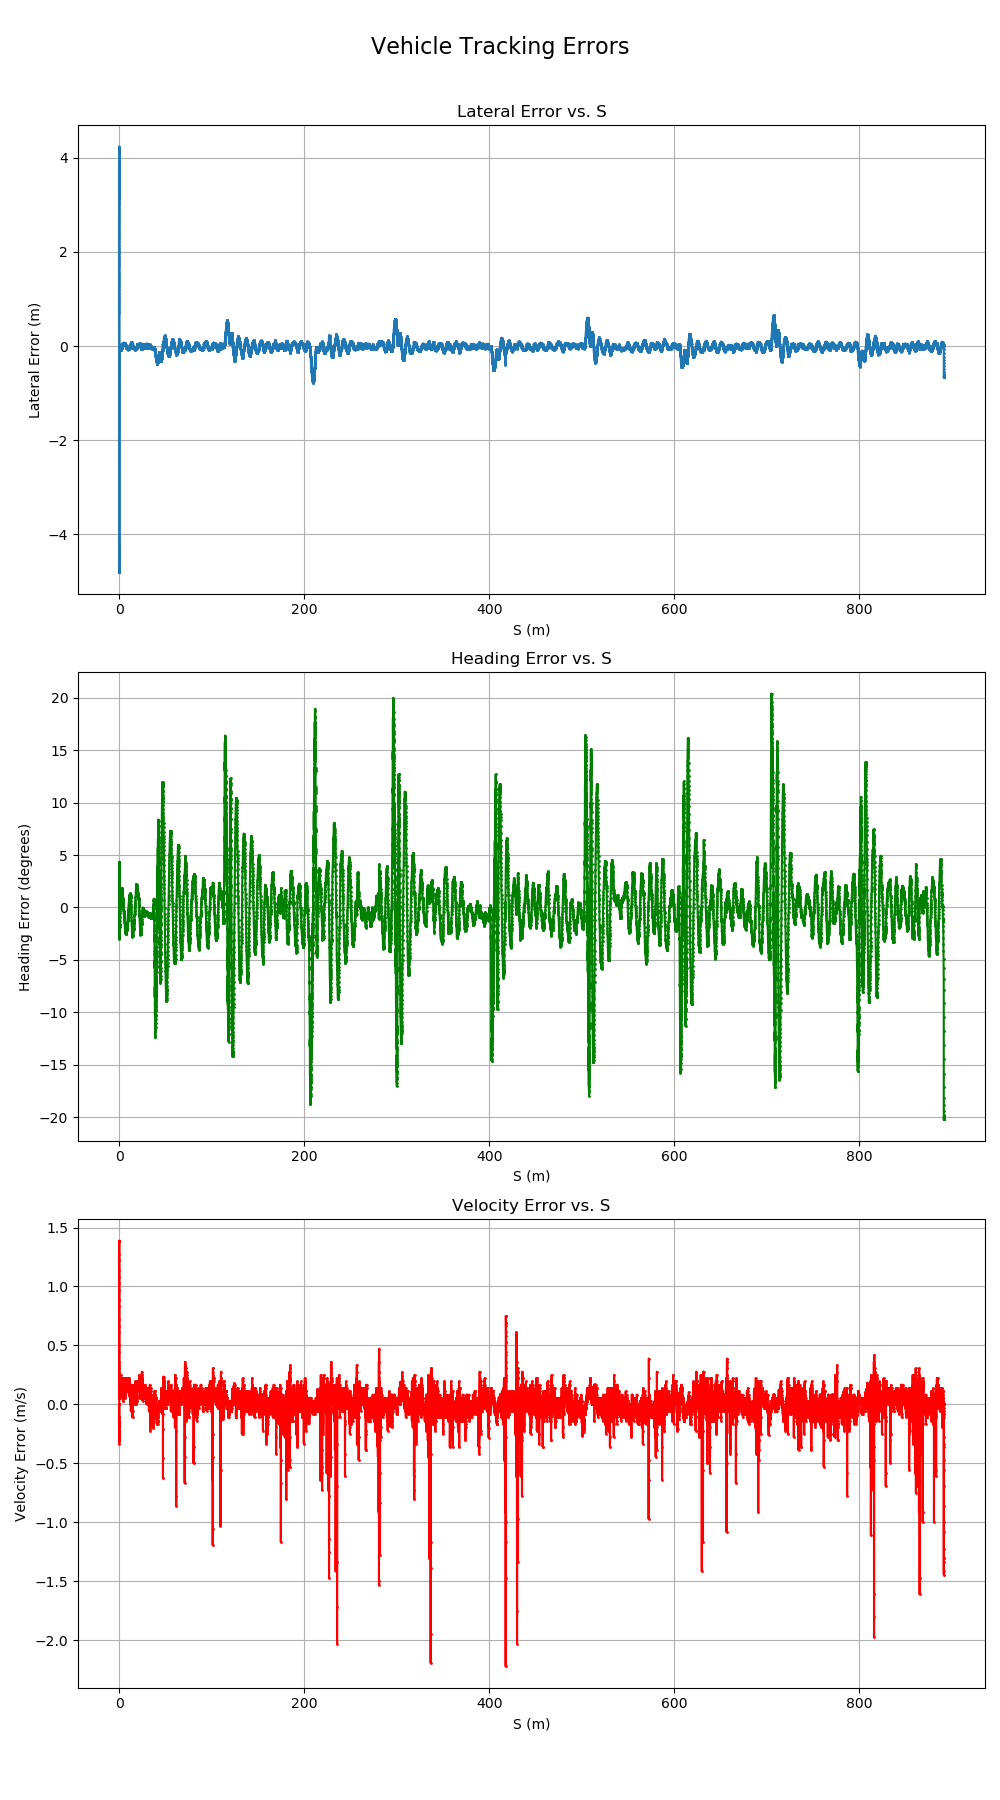 Vehicle Tracking Errors
Lateral Error vs. S
4
2
0
−2
−4
Lateral Error (m)
0 200 400 600 800
S (m)
Heading Error vs. S
20
15
10
5
0
−5
−10
−15
−20
Heading Error (degrees)
0 200 400 600 800
S (m)
Velocity Error vs. S
1.5
1.0
0.5
0.0
−0.5
−1.0
−1.5
−2.0
Velocity Error (m/s)
0 200 400 600 800
S (m)